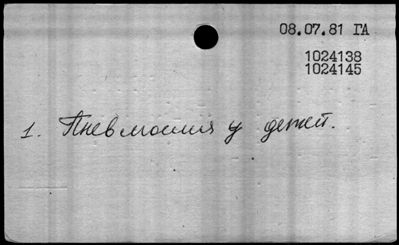 08.07.81 ГА
1024138
1024145
1. Пневмония у детей.